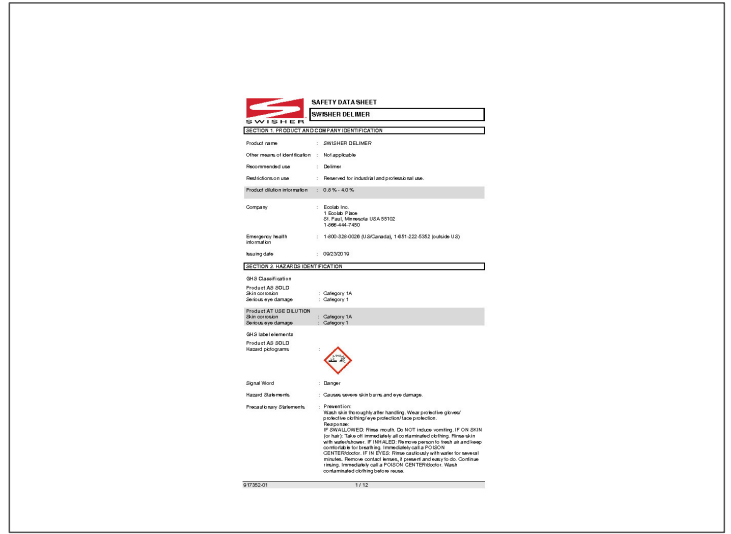 SAFETY DATA SHEET
SWISHER DELIMER
SWISHER
SECTION 1. PRODUCT AND COMPANY IDENTIFICATION
Product name : SWISHER DELIMER
Other means of identification : Not applicable
Recommended use : Delimer
Restrictions on use : Reserved for industrial and professional use.
Product dilution information : 0.8 % - 4.0 %
Company : Ecolab Inc.
1 Ecolab Place
St. Paul, Minnesota USA 55102
1-866-444-7450
Emergency health : 1-800-328-0026 (US/Canada), 1-651-222-5352 (outside US)
information
Issuing date : 09/23/2019
SECTION 2. HAZARDS IDENTIFICATION
GHS Classification
Product AS SOLD
Skin corrosion : Category 1A
Serious eye damage : Category 1
Product AT USE DILUTION
Skin corrosion : Category 1A
Serious eye damage : Category 1
GHS label elements
Product AS SOLD
Hazard pictograms :
Signal Word : Danger
Hazard Statements : Causes severe skin burns and eye damage.
Precautionary Statements : Prevention:
Wash skin thoroughly after handling. Wear protective gloves/
protective clothing/ eye protection/ face protection.
Response:
IF SWALLOWED: Rinse mouth. Do NOT induce vomiting. IF ON SKIN
(or hair): Take off immediately all contaminated clothing. Rinse skin
with water/shower. IF INHALED: Remove person to fresh air and keep
comfortable for breathing. Immediately call a POISON
CENTER/doctor. IF IN EYES: Rinse cautiously with water for several
minutes. Remove contact lenses, if present and easy to do. Continue
rinsing. Immediately call a POISON CENTER/doctor. Wash
contaminated clothing before reuse.
917352-01 1 / 12